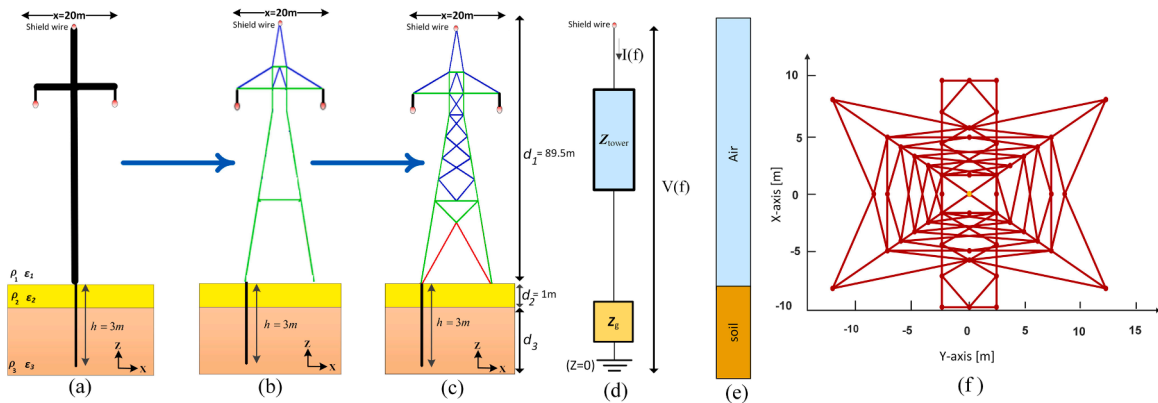 x=20m
Shield wire
ρ1 ε1
ρ2 ε2
ρ3 ε3
h = 3m
Z
X
(a)
x=20m
Shield wire
h = 3m
Z
X
(b)
x=20m
Shield wire
d1 = 89.5m
d2 = 1m
d3
h = 3m
Z
X
(c)
Shield wire
I(f)
Ztower
V(f)
Zg
(Z=0)
(d)
Air
soil
(e)
X-axis [m]
10
5
0
-5
-10
-10
-5
0
5
10
15
Y-axis [m]
(f)